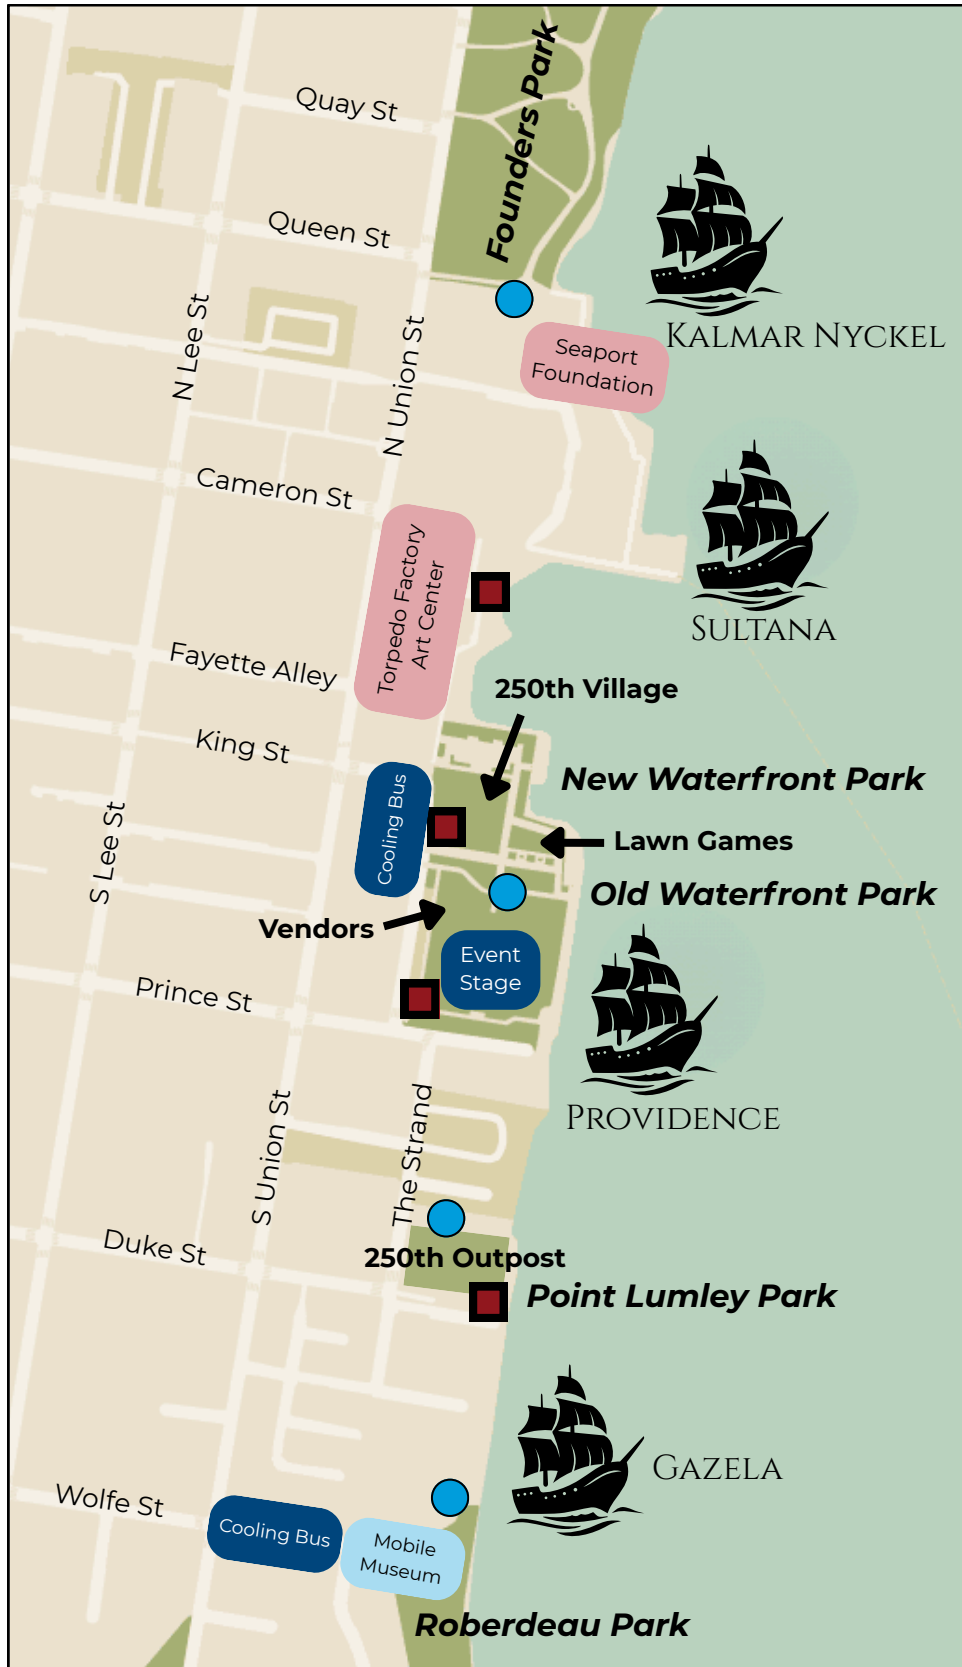 Quay St
Founders Park
Queen St
N Lee St
N Union St
KALMAR NYCKEL
Seaport
Foundation
Cameron St
Torpedo Factory
Art Center
SULTANA
Fayette Alley
250th Village
King St
New Waterfront Park
Cooling Bus
S Lee St
Lawn Games
Old Waterfront Park
Vendors
Event
Stage
Prince St
PROVIDENCE
S Union St
The Strand
Duke St
250th Outpost
Point Lumley Park
GAZELA
Wolfe St
Cooling Bus
Mobile
Museum
Roberdeau Park